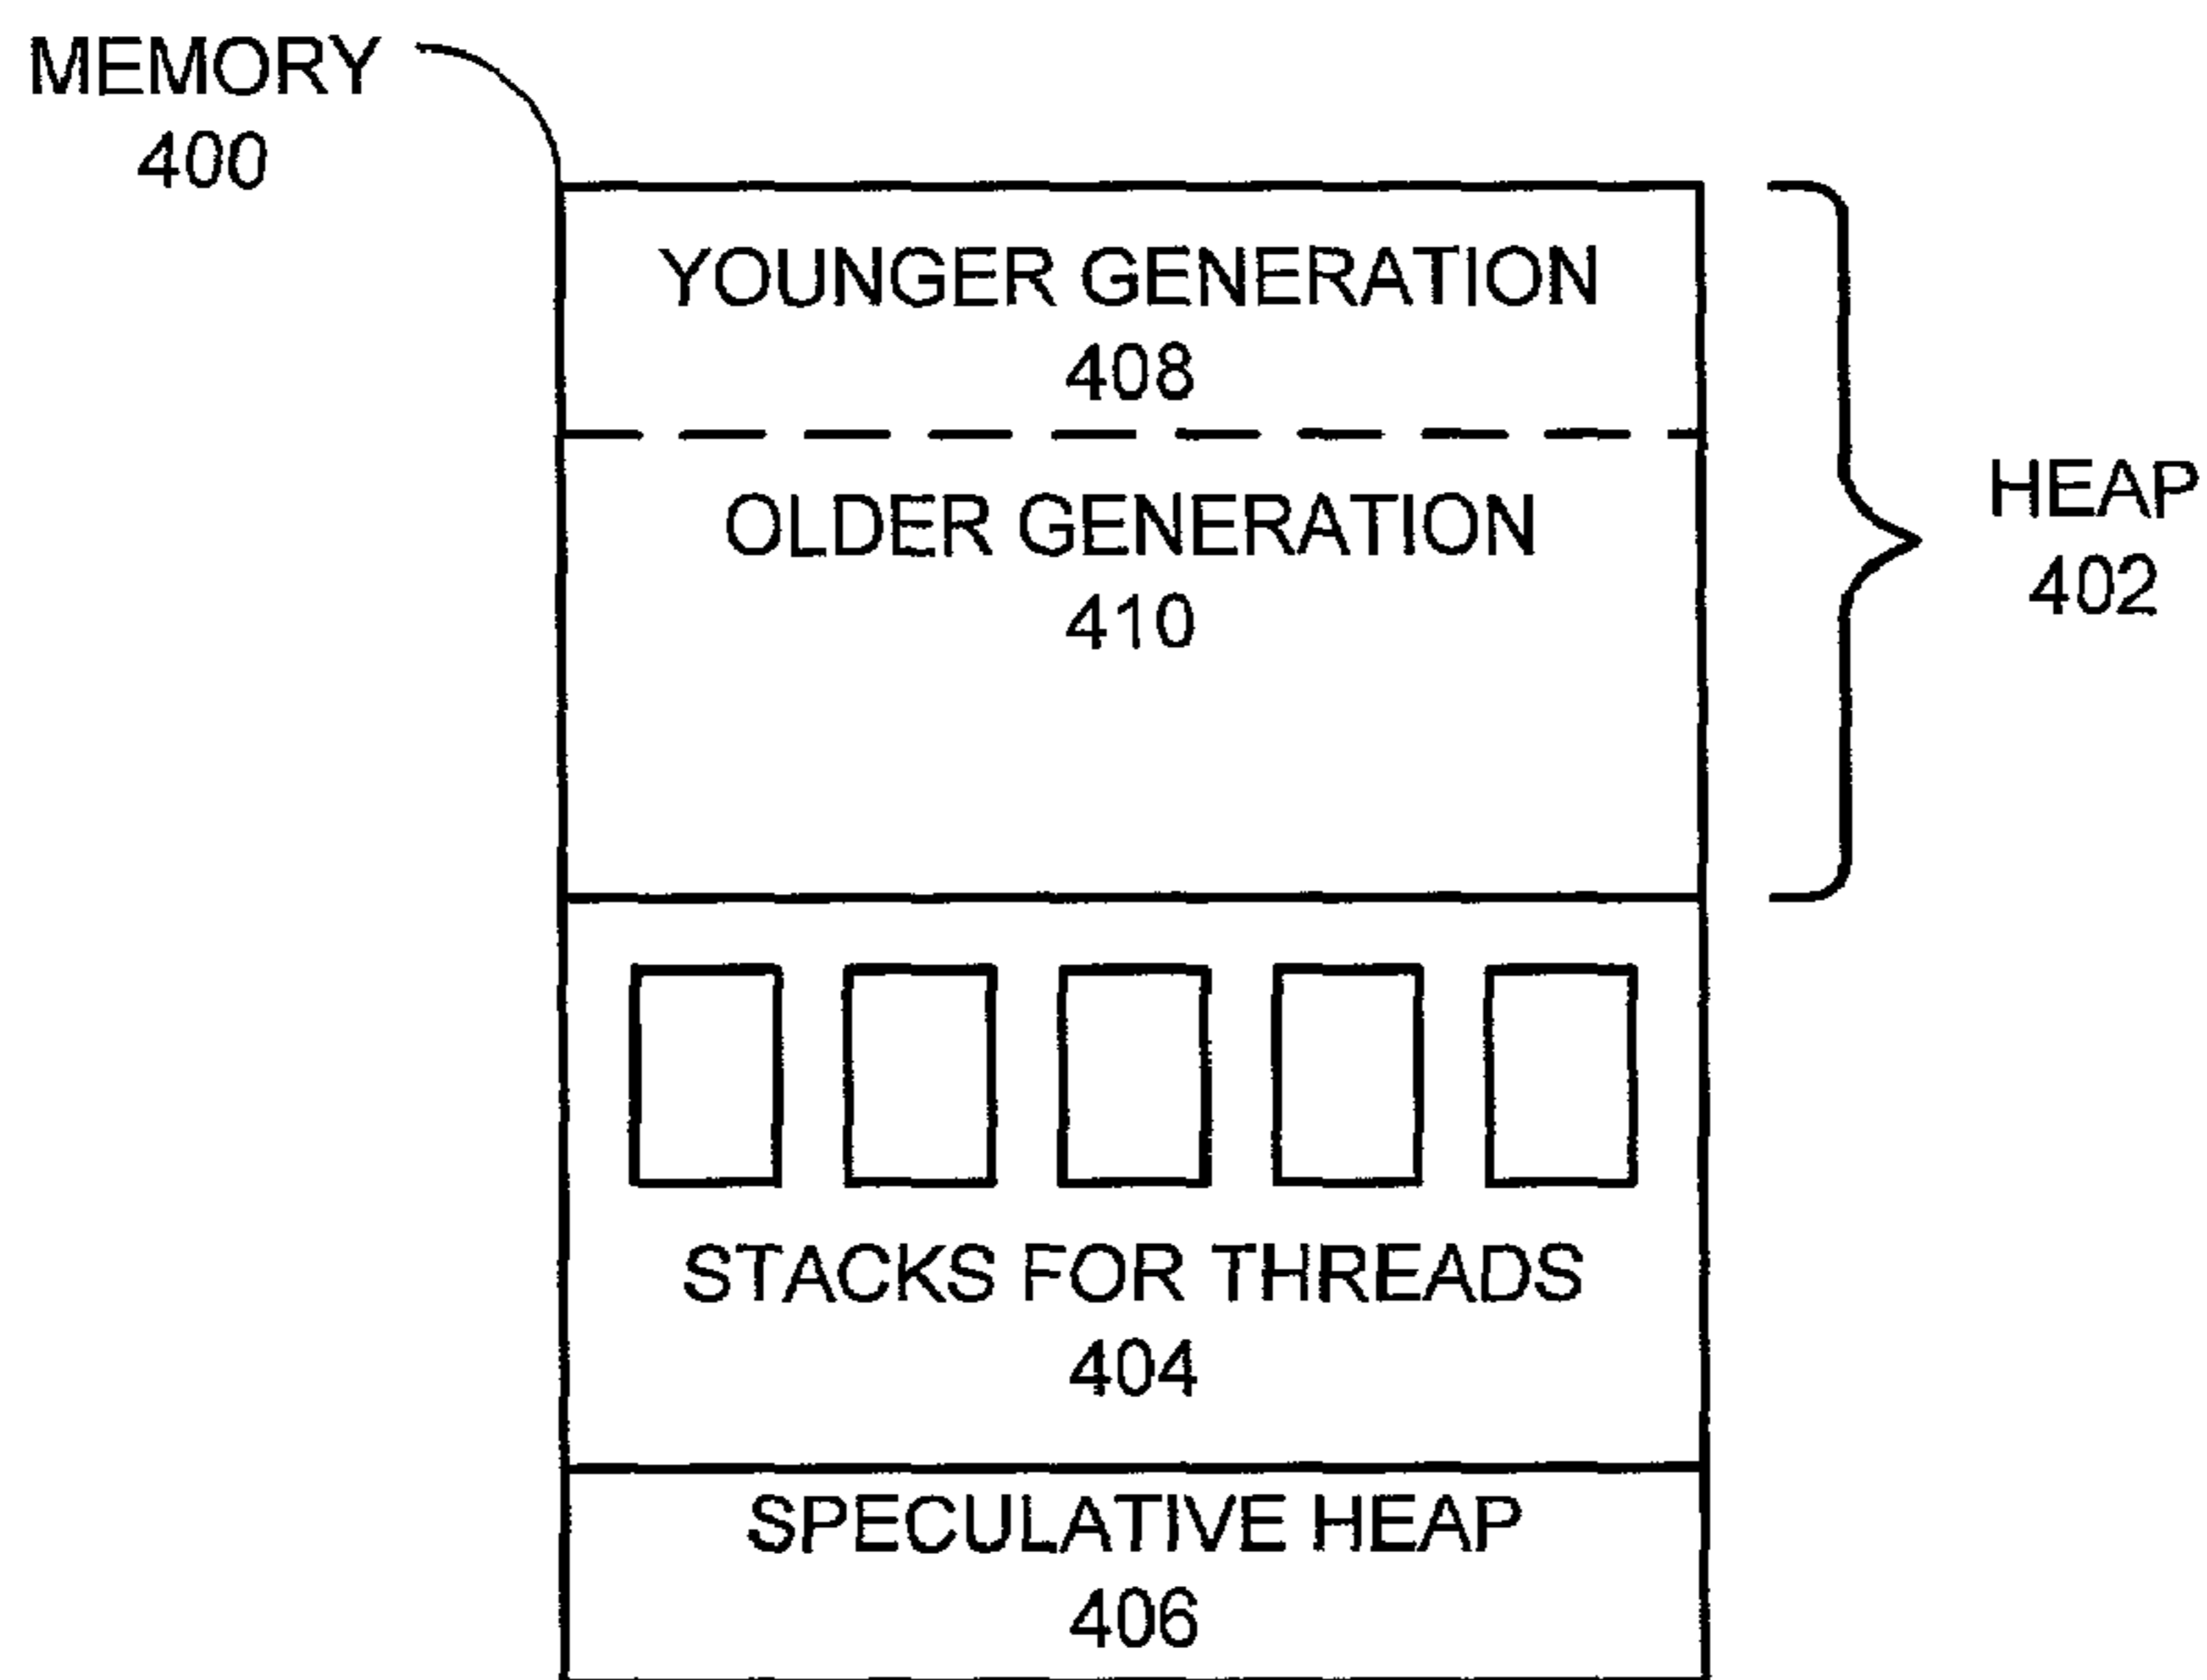 MEMORY
400
YOUNGER GENERATION
408
OLDER GENERATION
410
HEAP
402
STACKS FOR THREADS
404
SPECULATIVE HEAP
406